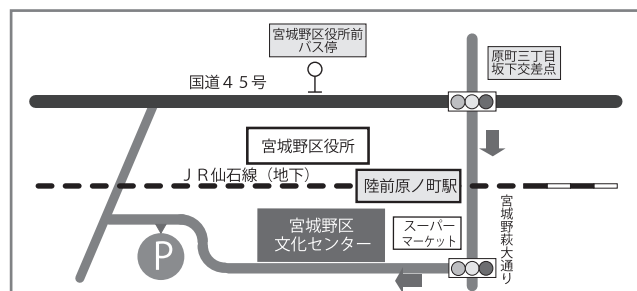 宮城野区役所前
バス停
原町三丁目
坂下交差点
国道４５号
宮城野区役所
ＪＲ仙石線（地下）
陸前原ノ町駅
宮城野萩大通り
宮城野区
文化センター
スーパー
マーケット
P